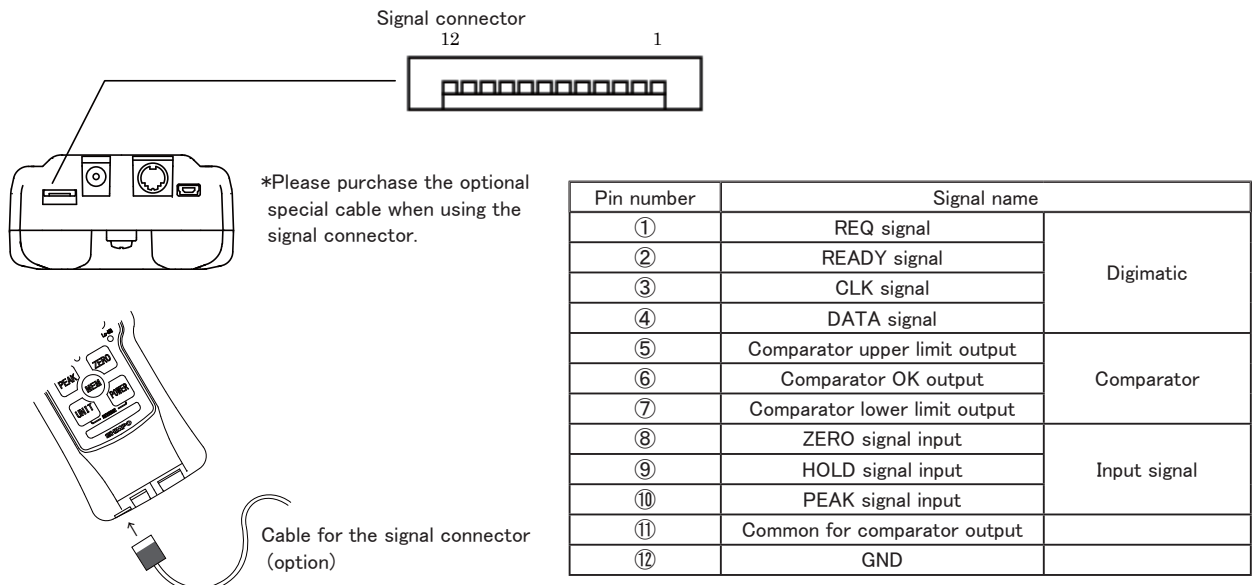 Signal connector
12 1
*Please purchase the optional
special cable when using the
signal connector.
Pin number Signal name
① REQ signal
② READY signal
③ CLK signal
④ DATA signal
Digimatic
⑤ Comparator upper limit output
⑥ Comparator OK output
⑦ Comparator lower limit output
Comparator
⑧ ZERO signal input
⑨ HOLD signal input
⑩ PEAK signal input
Input signal
⑪ Common for comparator output
⑫ GND
ZERO
PEAK
MEM
POWER
UNIT
SHIMPO
Cable for the signal connector
(option)